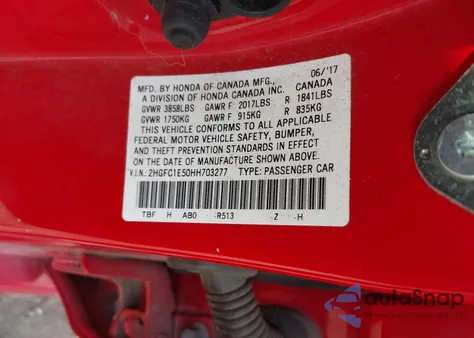 MFD. BY HONDA OF CANADA MFG., 06/'17
A DIVISION OF HONDA CANADA INC. CANADA
GVWR 3858LBS GAWR F 2017LBS R 1841LBS
GVWR 1750KG GAWR F 915KG R 835KG
THIS VEHICLE CONFORMS TO ALL APPLICABLE
FEDERAL MOTOR VEHICLE SAFETY, BUMPER,
AND THEFT PREVENTION STANDARDS IN EFFECT
ON THE DATE OF MANUFACTURE SHOWN ABOVE.
V.I.N.: 2HGFC1E50HH703277 TYPE: PASSENGER CAR
TBF H AB0 -R513 -Z -H
autoSnap